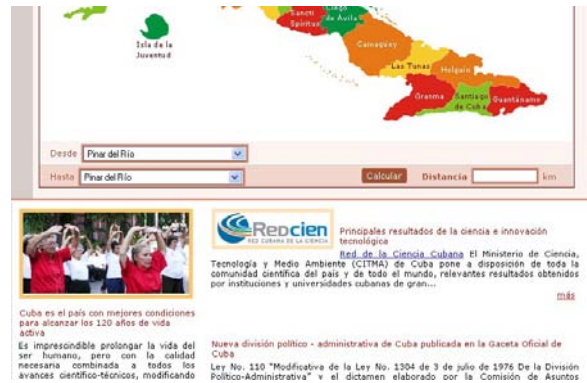 Sancti
Spíritus
Ciego
de Avila
Isla de la
Juventud
Camagüey
Las Tunas
Holguín
Granma
Santiago
de Cuba
Guantánamo
Desde Pinar del Río
Hasta Pinar del Río Calcular Distancia km
Redcien
RED CUBANA DE LA CIENCIA
Principales resultados de la ciencia e innovación
tecnológica
Red de la Ciencia Cubana El Ministerio de Ciencia,
Tecnología y Medio Ambiente (CITMA) de Cuba pone a disposición de toda la
comunidad científica del país y de todo el mundo, relevantes resultados obtenidos
por instituciones y universidades cubanas de gran...
más
Cuba es el país con mejores condiciones
para alcanzar los 120 años de vida
activa
Es imprescindible prolongar la vida del
ser humano, pero con la calidad
necesaria combinada a todos los
avances científico-técnicos, modificando
Nueva división político - administrativa de Cuba publicada en la Gaceta Oficial de
Cuba
Ley No. 110 "Modificativa de la Ley No. 1304 de 3 de julio de 1976 De la División
Político-Administrativa" y el dictamen elaborado por la Comisión de Asuntos